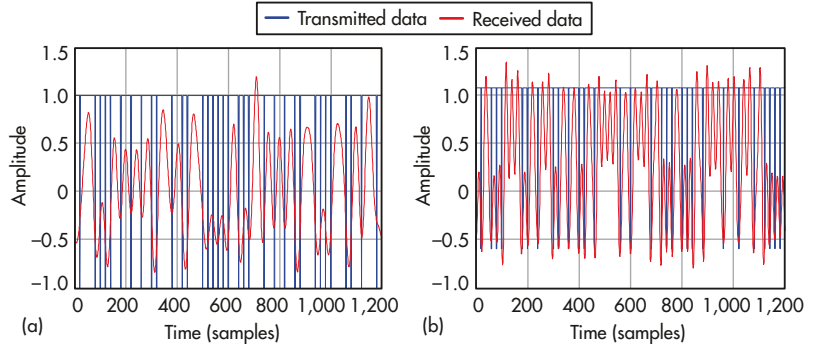 Transmitted data Received data
1.5
1.0
0.5
0
–0.5
–1.0
Amplitude
0 200 400 600 800 1,000 1,200
Time (samples)
(a)
1.5
1.0
0.5
0
–0.5
–1.0
Amplitude
0 200 400 600 800 1,000 1,200
Time (samples)
(b)